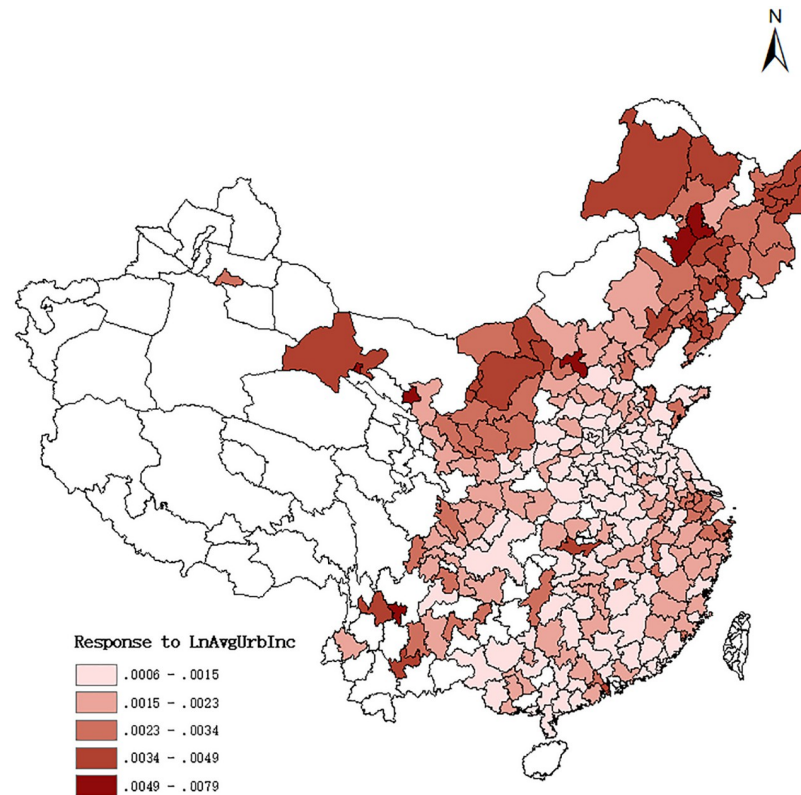 N
Response to LnAvgUrbInc
.0006 - .0015
.0015 - .0023
.0023 - .0034
.0034 - .0049
.0049 - .0079